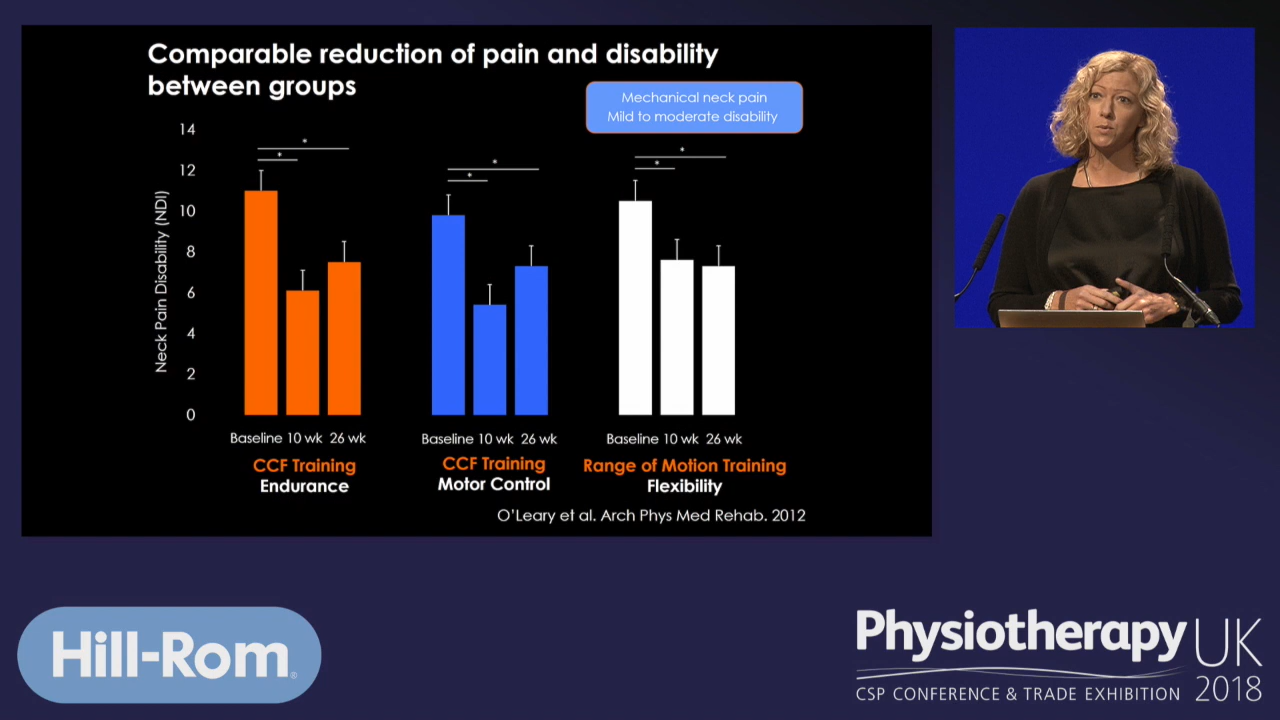 Comparable reduction of pain and disability
between groups
Mechanical neck pain
Mild to moderate disability
Neck Pain Disability (NDI)
14
12
10
8
6
4
2
0
*
*
*
*
*
*
Baseline 10 wk 26 wk
CCF Training
Endurance
Baseline 10 wk 26 wk
CCF Training
Motor Control
Baseline 10 wk 26 wk
Range of Motion Training
Flexibility
O'Leary et al. Arch Phys Med Rehab. 2012
Hill-Rom®
Physiotherapy UK
CSP CONFERENCE & TRADE EXHIBITION 2018